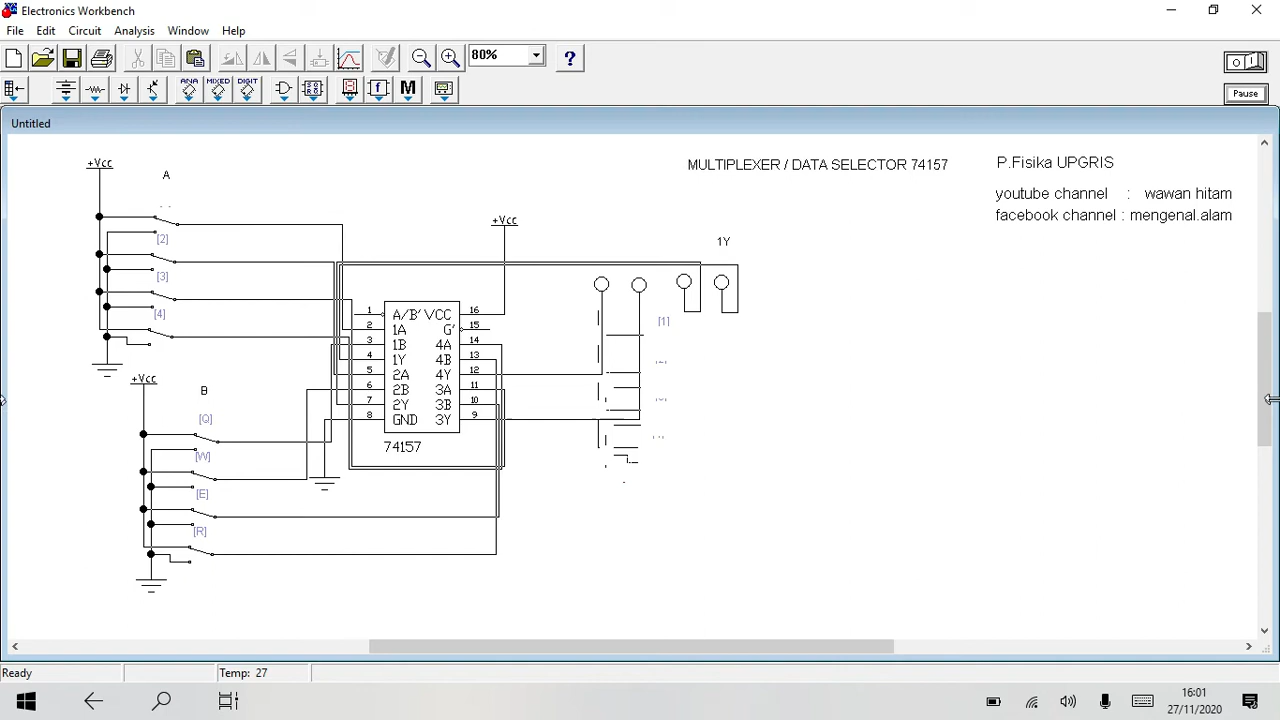 Electronics Workbench
File Edit Circuit Analysis Window Help
80%
?
ANA MIXED DIGIT
M
Pause
Untitled
MULTIPLEXER / DATA SELECTOR 74157
P.Fisika UPGRIS
youtube channel : wawan hitam
facebook channel : mengenal.alam
+Vcc
A
[2]
[3]
[4]
+Vcc
1Y
[1]
1 A/B' VCC 16
2 1A G' 15
3 1B 4A 14
4 1Y 4B 13
5 2A 4Y 12
6 2B 3A 11
7 2Y 3B 10
8 GND 3Y 9
74157
+Vcc
B
[Q]
[W]
[E]
[R]
Ready
Temp: 27
16:01
27/11/2020